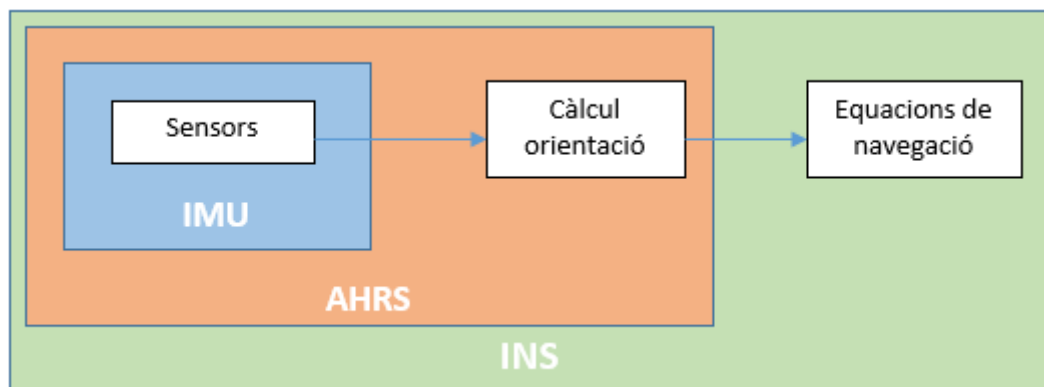 Sensors
IMU
Càlcul
orientació
Equacions de
navegació
AHRS
INS